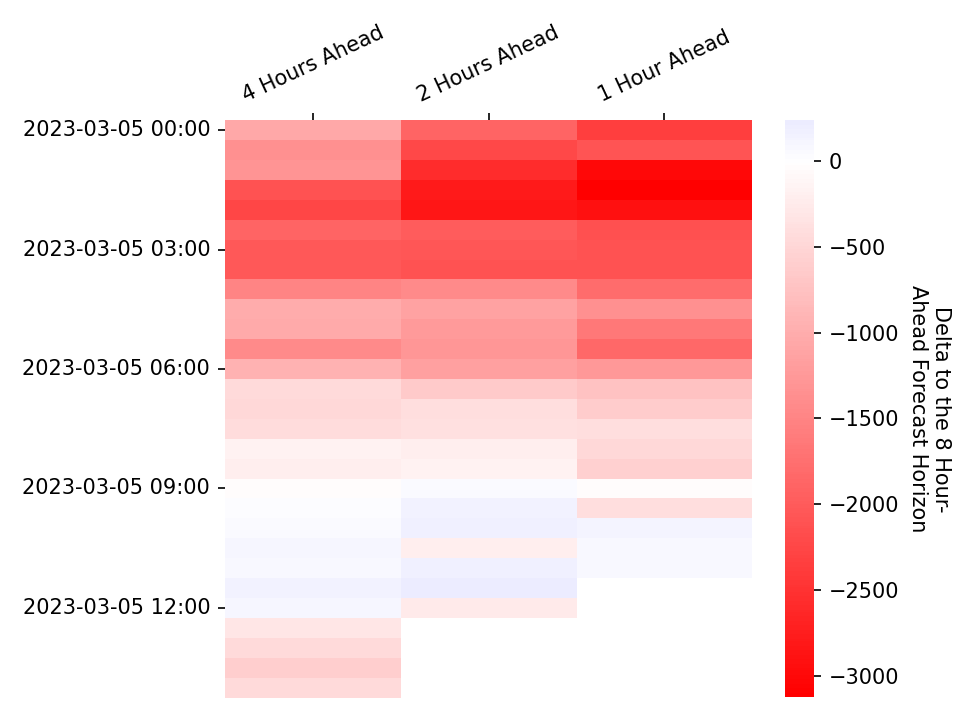 4 Hours Ahead
2 Hours Ahead
1 Hour Ahead
2023-03-05 00:00
2023-03-05 03:00
2023-03-05 06:00
2023-03-05 09:00
2023-03-05 12:00
0
−500
−1000
−1500
−2000
−2500
−3000
Delta to the 8 Hour-
Ahead Forecast Horizon